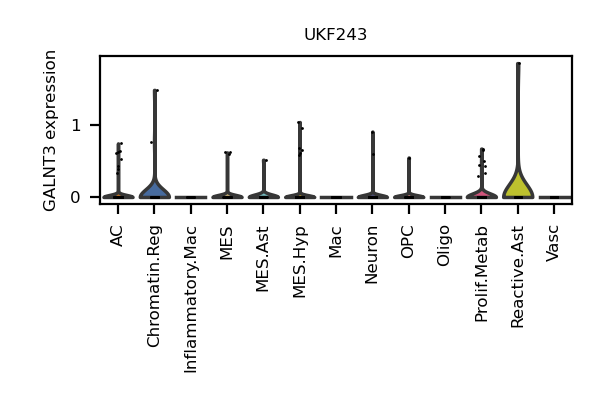 UKF243
GALNT3 expression
1
0
AC
Chromatin.Reg
Inflammatory.Mac
MES
MES.Ast
MES.Hyp
Mac
Neuron
OPC
Oligo
Prolif.Metab
Reactive.Ast
Vasc